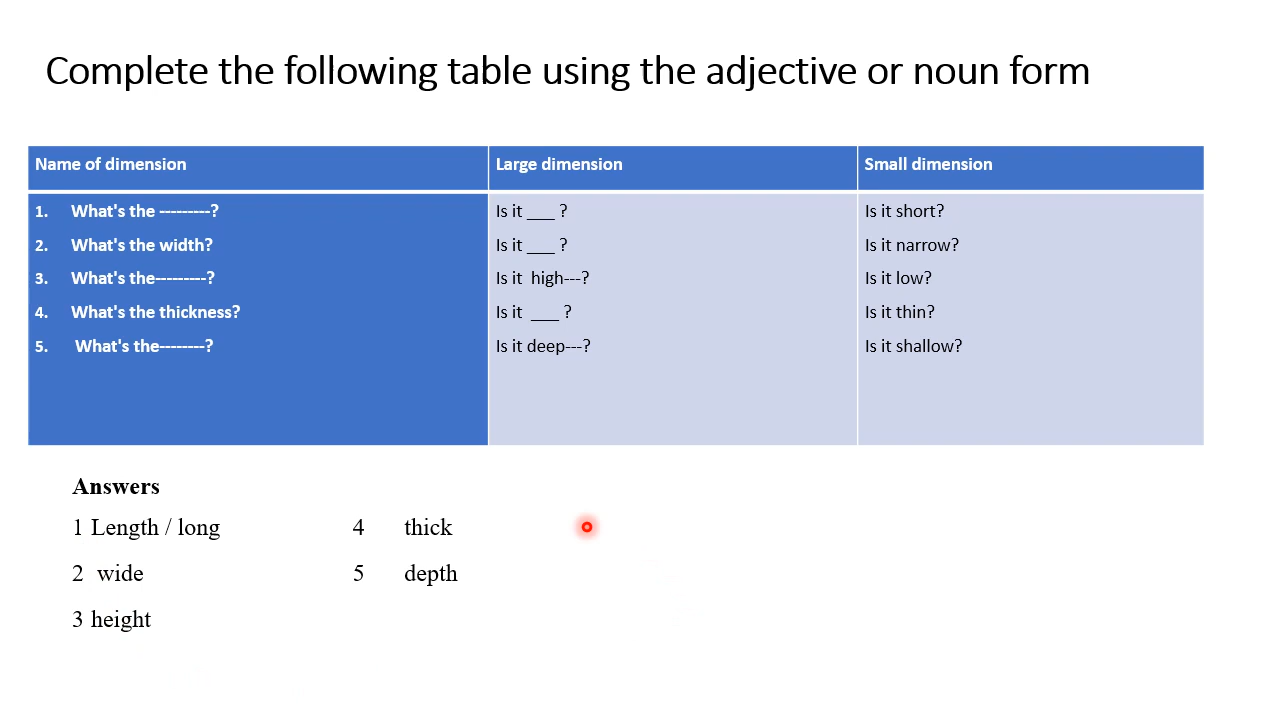 Complete the following table using the adjective or noun form
Name of dimension Large dimension Small dimension
1. What's the ---------? Is it ___ ? Is it short?
2. What's the width? Is it ___ ? Is it narrow?
3. What's the---------? Is it high---? Is it low?
4. What's the thickness? Is it ___ ? Is it thin?
5. What's the--------? Is it deep---? Is it shallow?
Answers
1 Length / long 4 thick
2 wide 5 depth
3 height